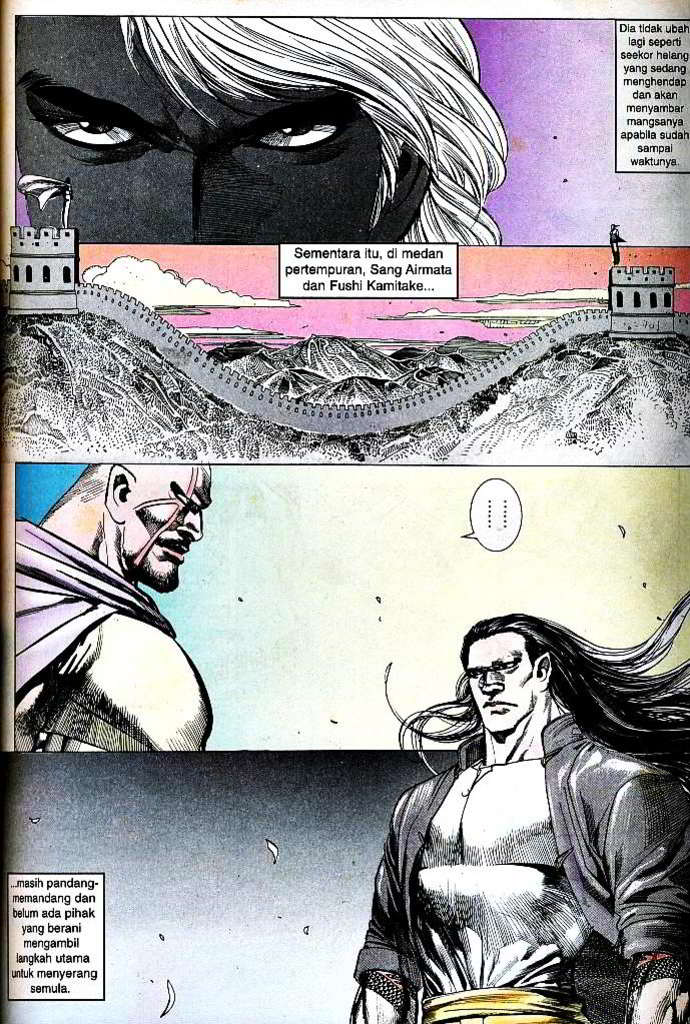 Dia tidak ubah
lagi seperti
seekor helang
yang sedang
menghendap
dan akan
menyambar
mangsanya
apabila sudah
sampai
waktunya.
Sementara itu, di medan
pertempuran, Sang Airmata
dan Fushi Kamitake...
...masih pandang-
memandang dan
belum ada pihak
yang berani
mengambil
langkah utama
untuk menyerang
semula.